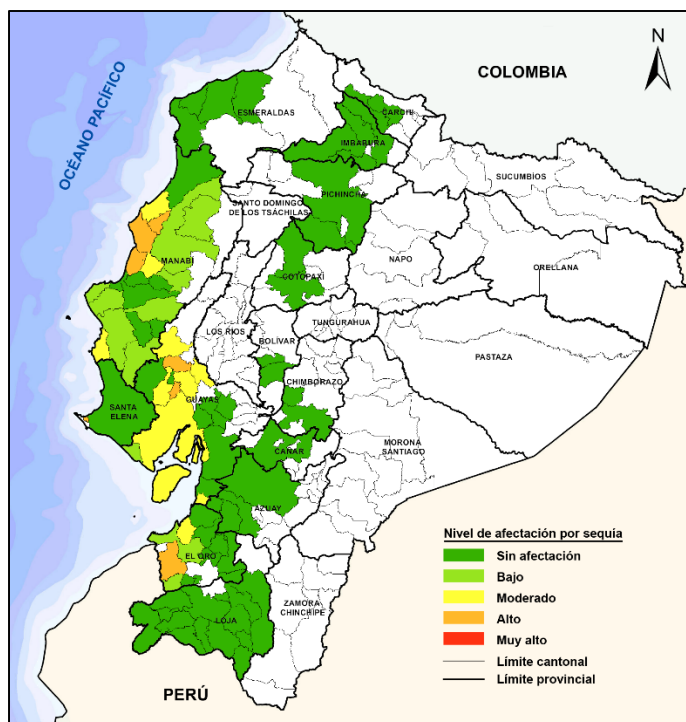 N
COLOMBIA
OCÉANO PACÍFICO
ESMERALDAS
CARCHI
IMBABURA
SUCUMBIOS
PICHINCHA
SANTO DOMINGO
DE LOS TSÁCHILAS
NAPO
MANABÍ
ORELLANA
COTOPAXI
LOS RIOS
TUNGURAHUA
BOLÍVAR
PASTAZA
CHIMBORAZO
GUAYAS
SANTA
ELENA
MORONA
SANTIAGO
CAÑAR
AZUAY
EL ORO
ZAMORA
CHINCHIPE
LOJA
PERÚ
Nivel de afectación por sequía
Sin afectación
Bajo
Moderado
Alto
Muy alto
Límite cantonal
Límite provincial